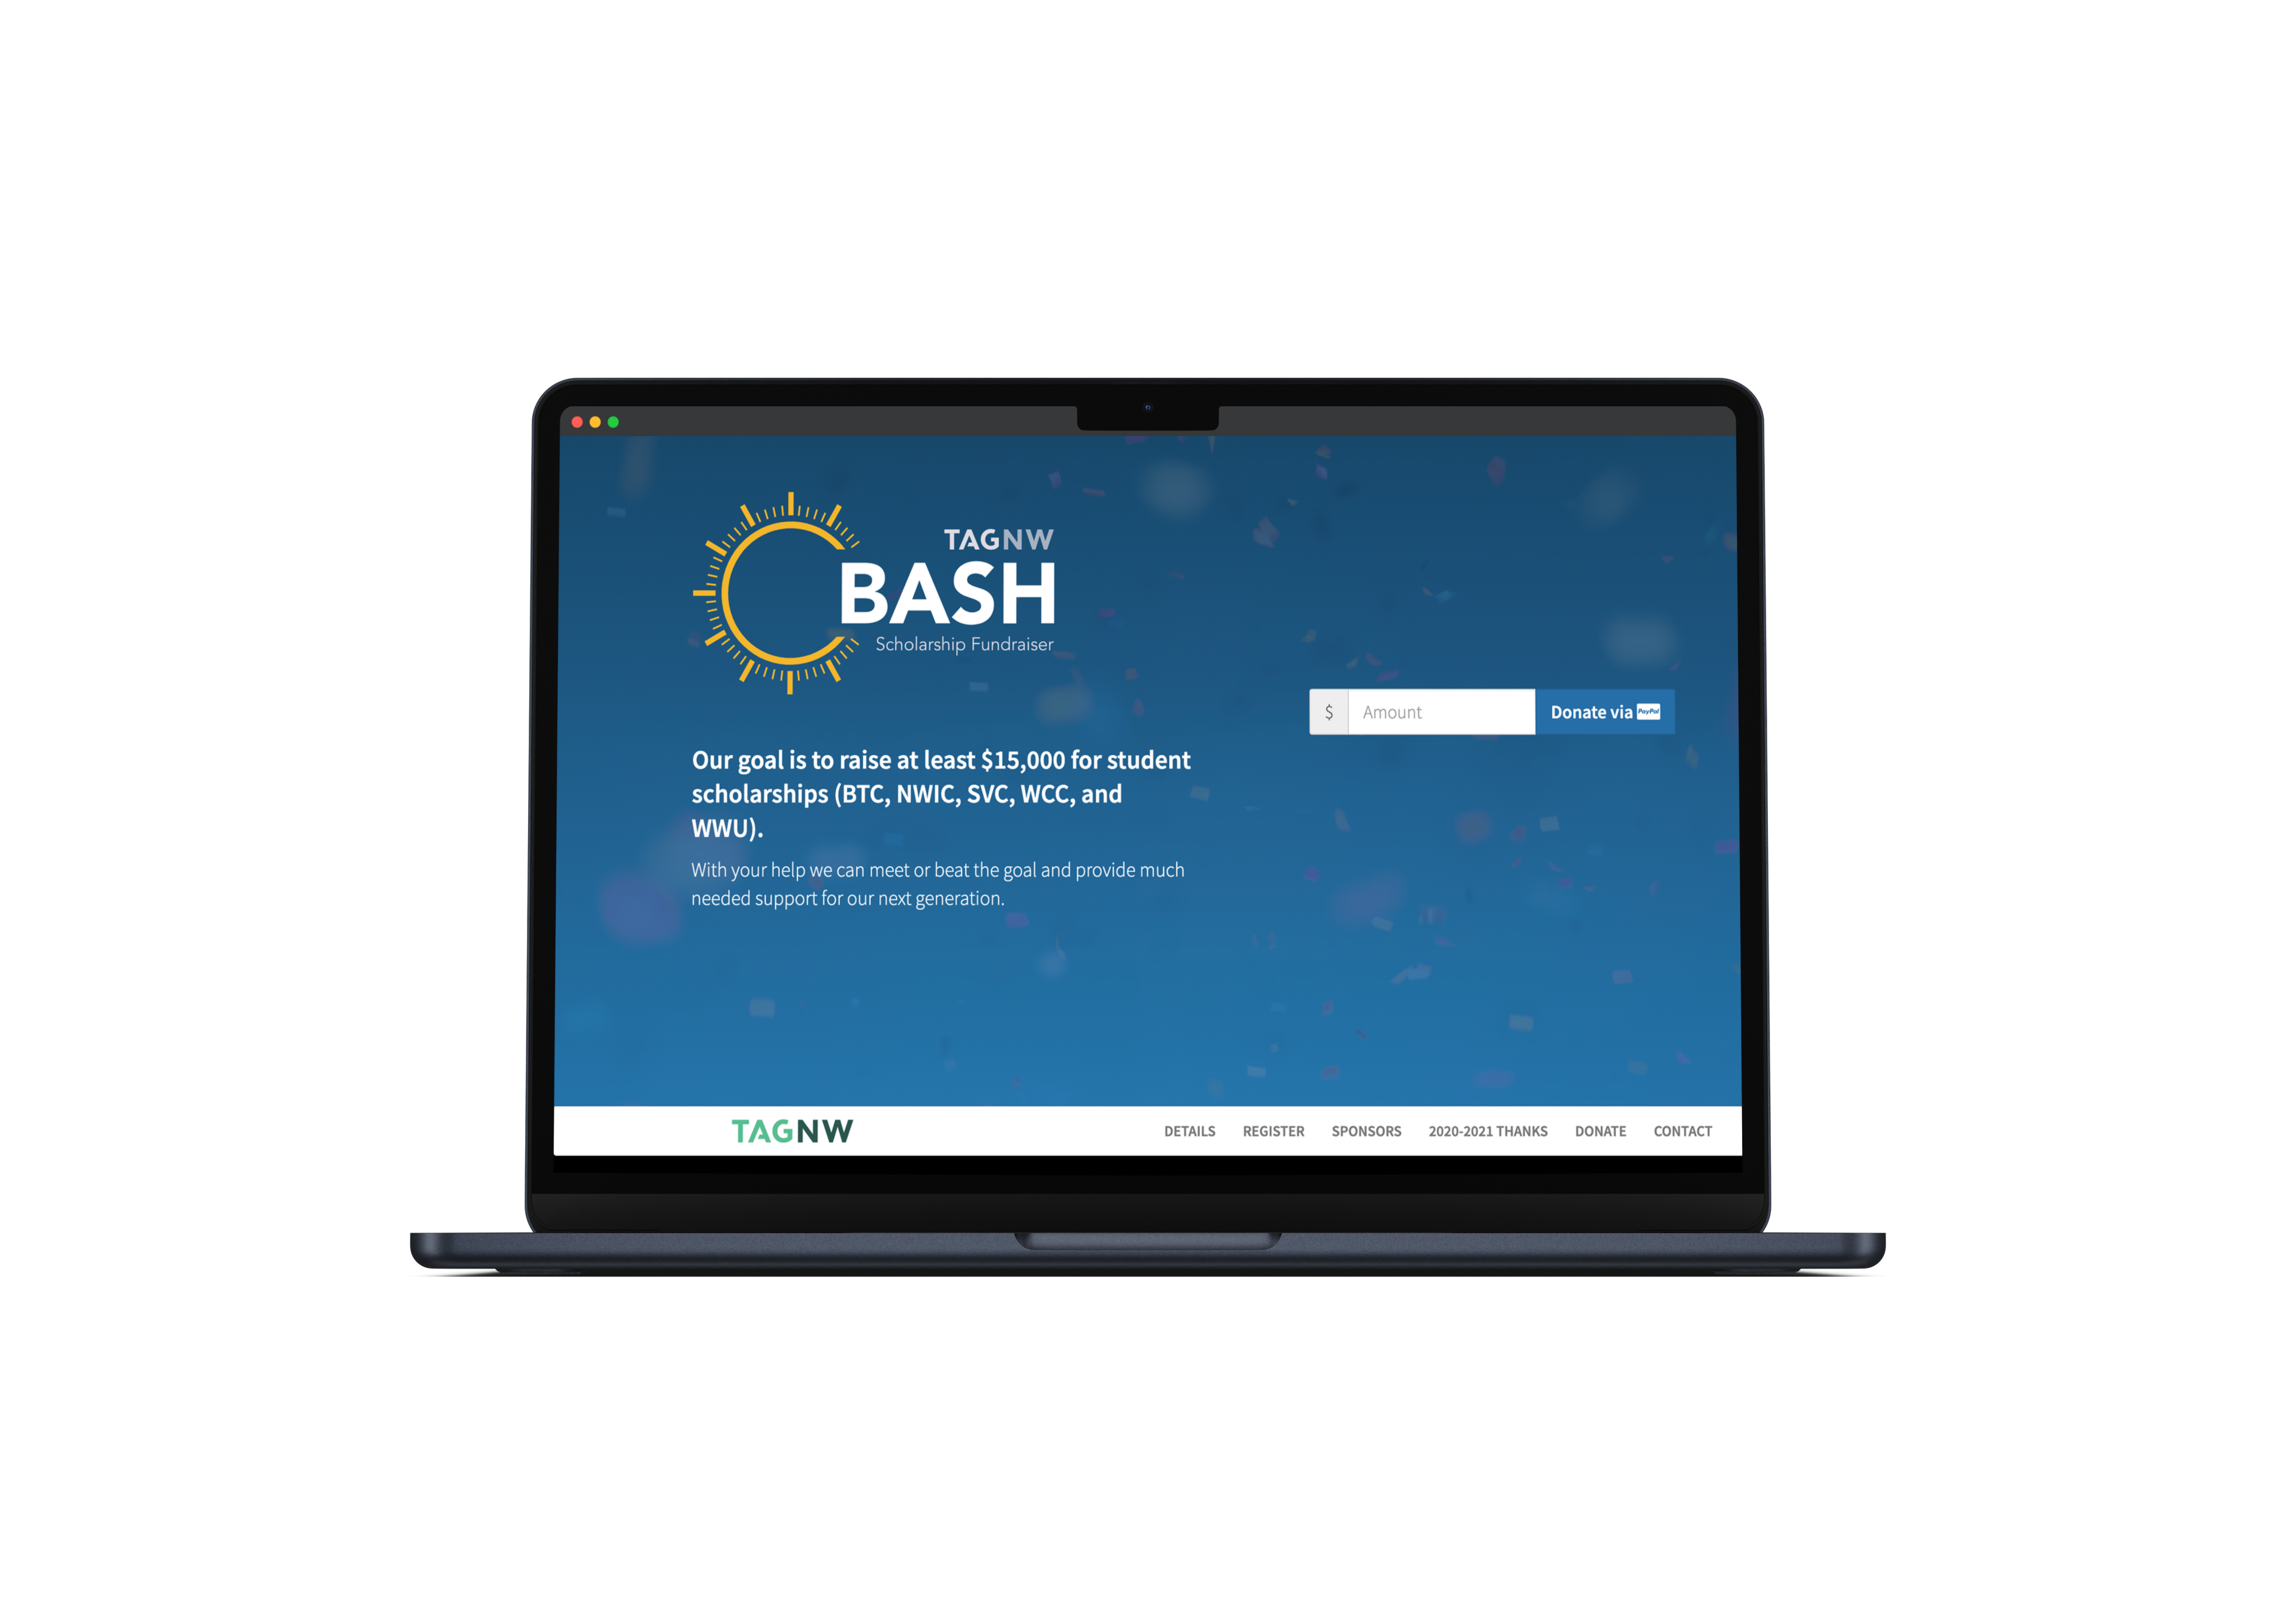 TAGNW
BASH
Scholarship Fundraiser
$ Amount Donate via PayPal
Our goal is to raise at least $15,000 for student
scholarships (BTC, NWIC, SVC, WCC, and
WWU).
With your help we can meet or beat the goal and provide much
needed support for our next generation.
TAGNW DETAILS REGISTER SPONSORS 2020-2021 THANKS DONATE CONTACT